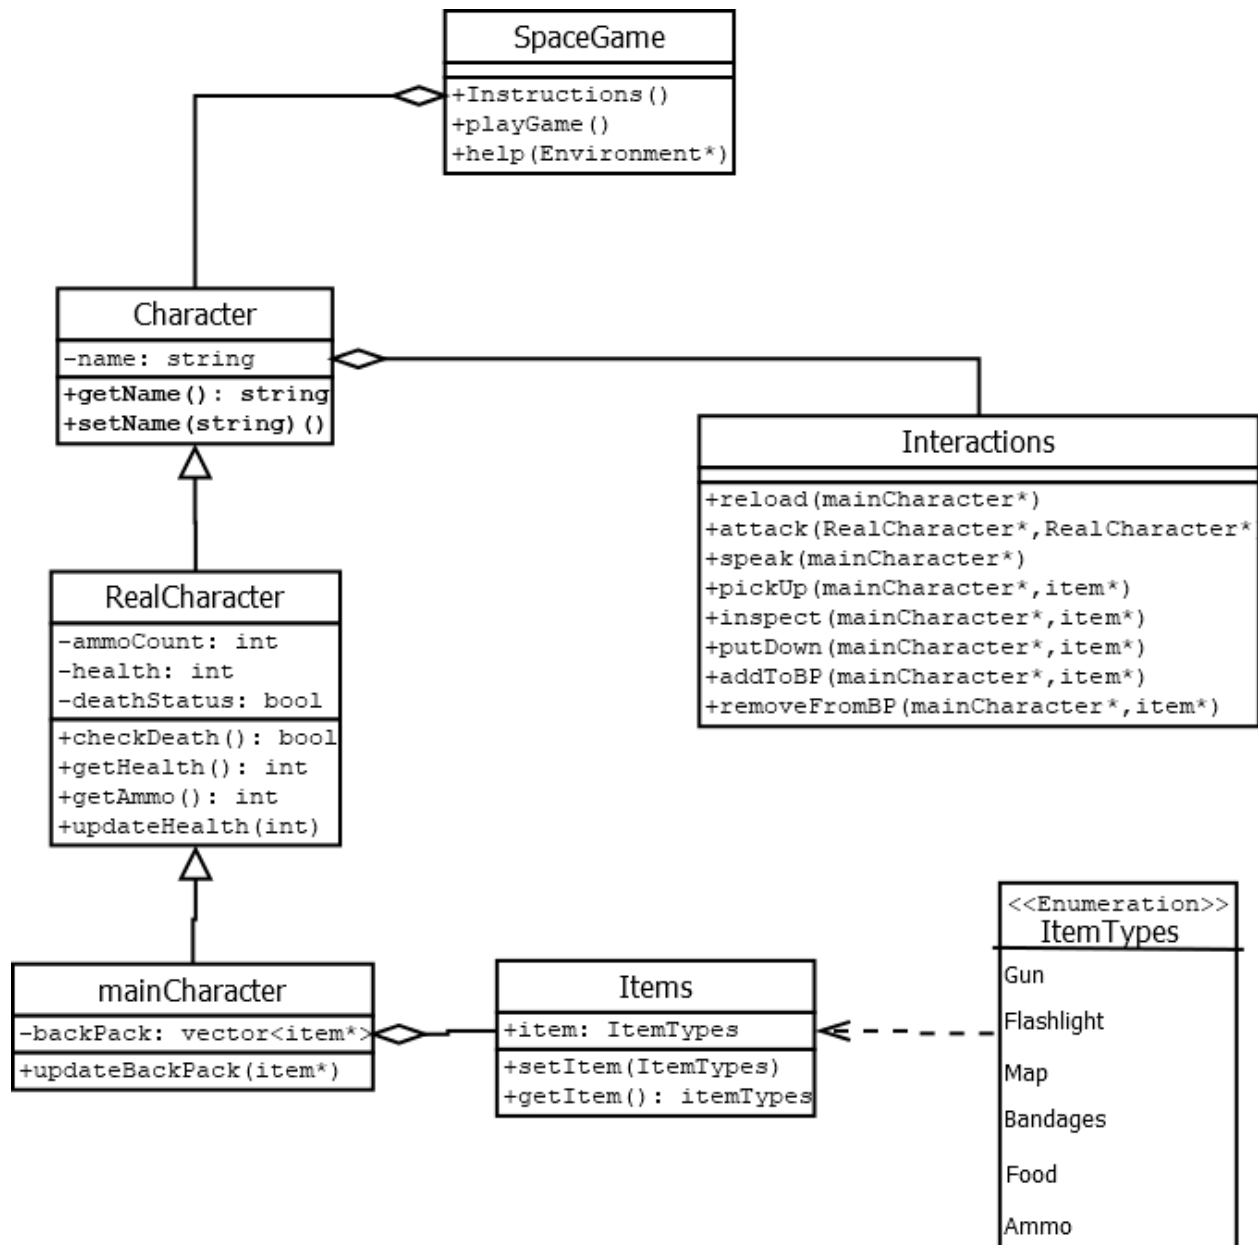 SpaceGame
+Instructions()
+playGame()
+help(Environment*)
Character
-name: string
+getName(): string
+setName(string)()
Interactions
+reload(mainCharacter*)
+attack(RealCharacter*,RealCharacter*
+speak(mainCharacter*)
+pickUp(mainCharacter*,item*)
+inspect(mainCharacter*,item*)
+putDown(mainCharacter*,item*)
+addToBP(mainCharacter*,item*)
+removeFromBP(mainCharacter*,item*)
RealCharacter
-ammoCount: int
-health: int
-deathStatus: bool
+checkDeath(): bool
+getHealth(): int
+getAmmo(): int
+updateHealth(int)
mainCharacter
-backPack: vector<item*>
+updateBackPack(item*)
Items
+item: ItemTypes
+setItem(ItemTypes)
+getItem(): itemTypes
<<Enumeration>>
ItemTypes
Gun
Flashlight
Map
Bandages
Food
Ammo